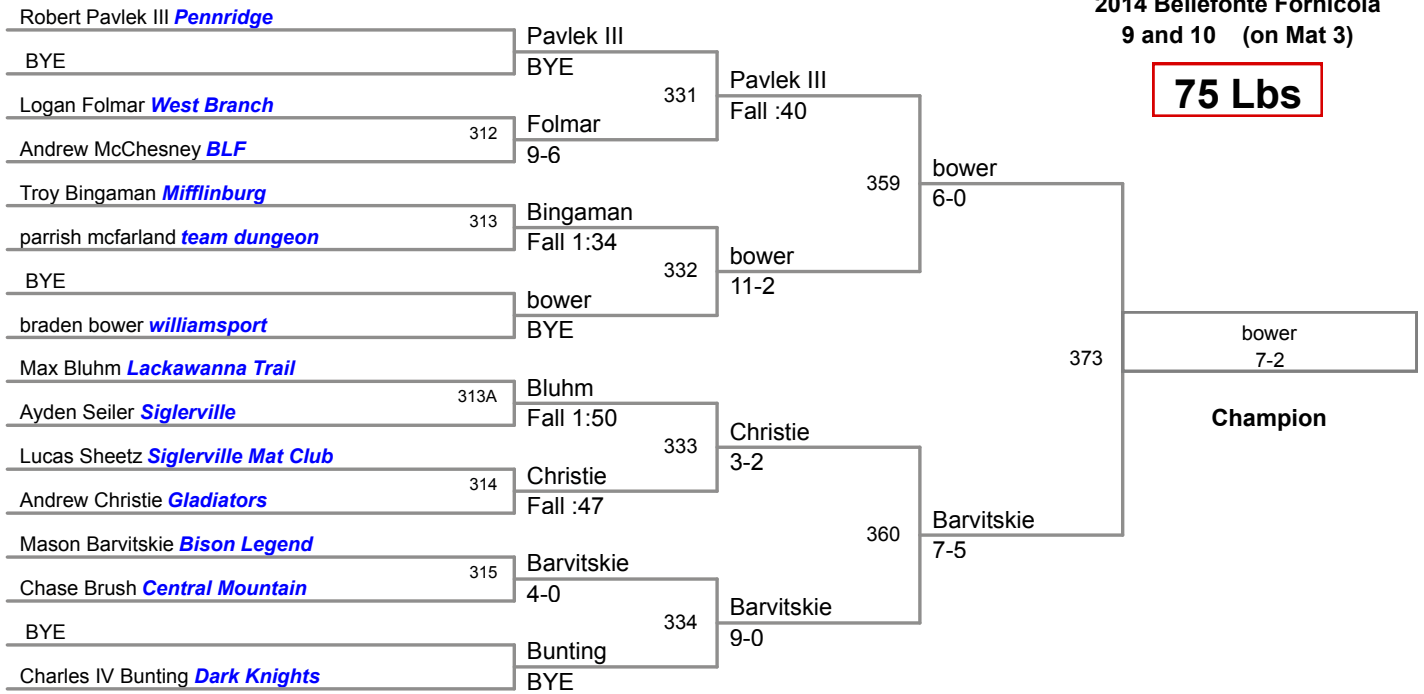 2014 Bellefonte Fornicola
9 and 10 (on Mat 3)
75 Lbs
Robert Pavlek III Pennridge
BYE
Logan Folmar West Branch
Andrew McChesney BLF
Troy Bingaman Mifflinburg
parrish mcfarland team dungeon
BYE
braden bower williamsport
Max Bluhm Lackawanna Trail
Ayden Seiler Siglerville
Lucas Sheetz Siglerville Mat Club
Andrew Christie Gladiators
Mason Barvitskie Bison Legend
Chase Brush Central Mountain
BYE
Charles IV Bunting Dark Knights
312
313
313A
314
315
Pavlek III
BYE
Folmar
9-6
Bingaman
Fall 1:34
bower
BYE
Bluhm
Fall 1:50
Christie
Fall :47
Barvitskie
4-0
Bunting
BYE
331
332
333
334
Pavlek III
Fall :40
bower
11-2
Christie
3-2
Barvitskie
9-0
359
360
bower
6-0
Barvitskie
7-5
373
bower
7-2
Champion